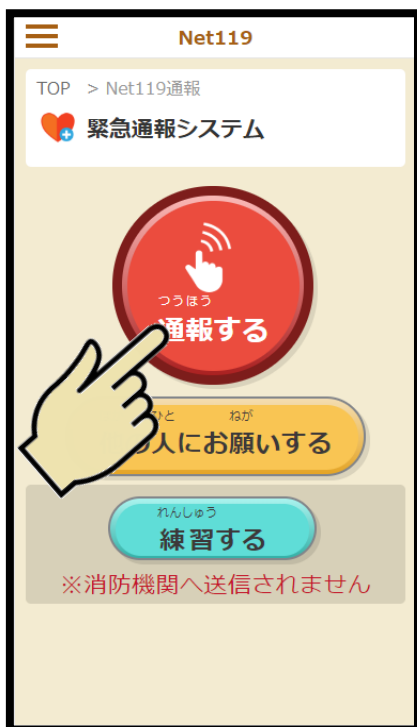 Net119
TOP > Net119通報
緊急通報システム
つうほう
通報する
ひと ねが
の人にお願いする
れんしゅう
練習する
※消防機関へ送信されません